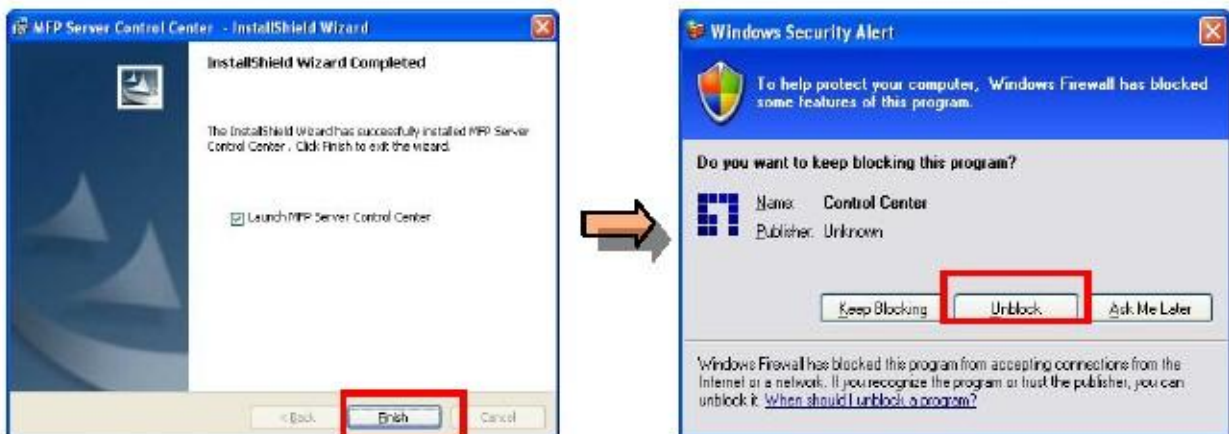 MFP Server Control Center - InstallShield Wizard
InstallShield Wizard Completed
The InstallShield Wizard has successfully installed MFP Server
Control Center . Click Finish to exit the wizard.
Launch MFP Server Control Center
< Back
Finish
Cancel
Windows Security Alert
To help protect your computer, Windows Firewall has blocked
some features of this program.
Do you want to keep blocking this program?
Name: Control Center
Publisher: Unknown
Keep Blocking
Unblock
Ask Me Later
Windows Firewall has blocked this program from accepting connections from the
Internet or a network. If you recognize the program or trust the publisher, you can
unblock it. When should I unblock a program?